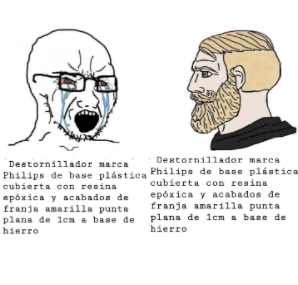 Destornillador marca
Philips de base plástica
cubierta con resina
epóxica y acabados de
franja amarilla punta
plana de 1cm a base de
hierro
Destornillador marca
Philips de base plástica
cubierta con resina
epóxica y acabados de
franja amarilla punta
plana de 1cm a base de
hierro